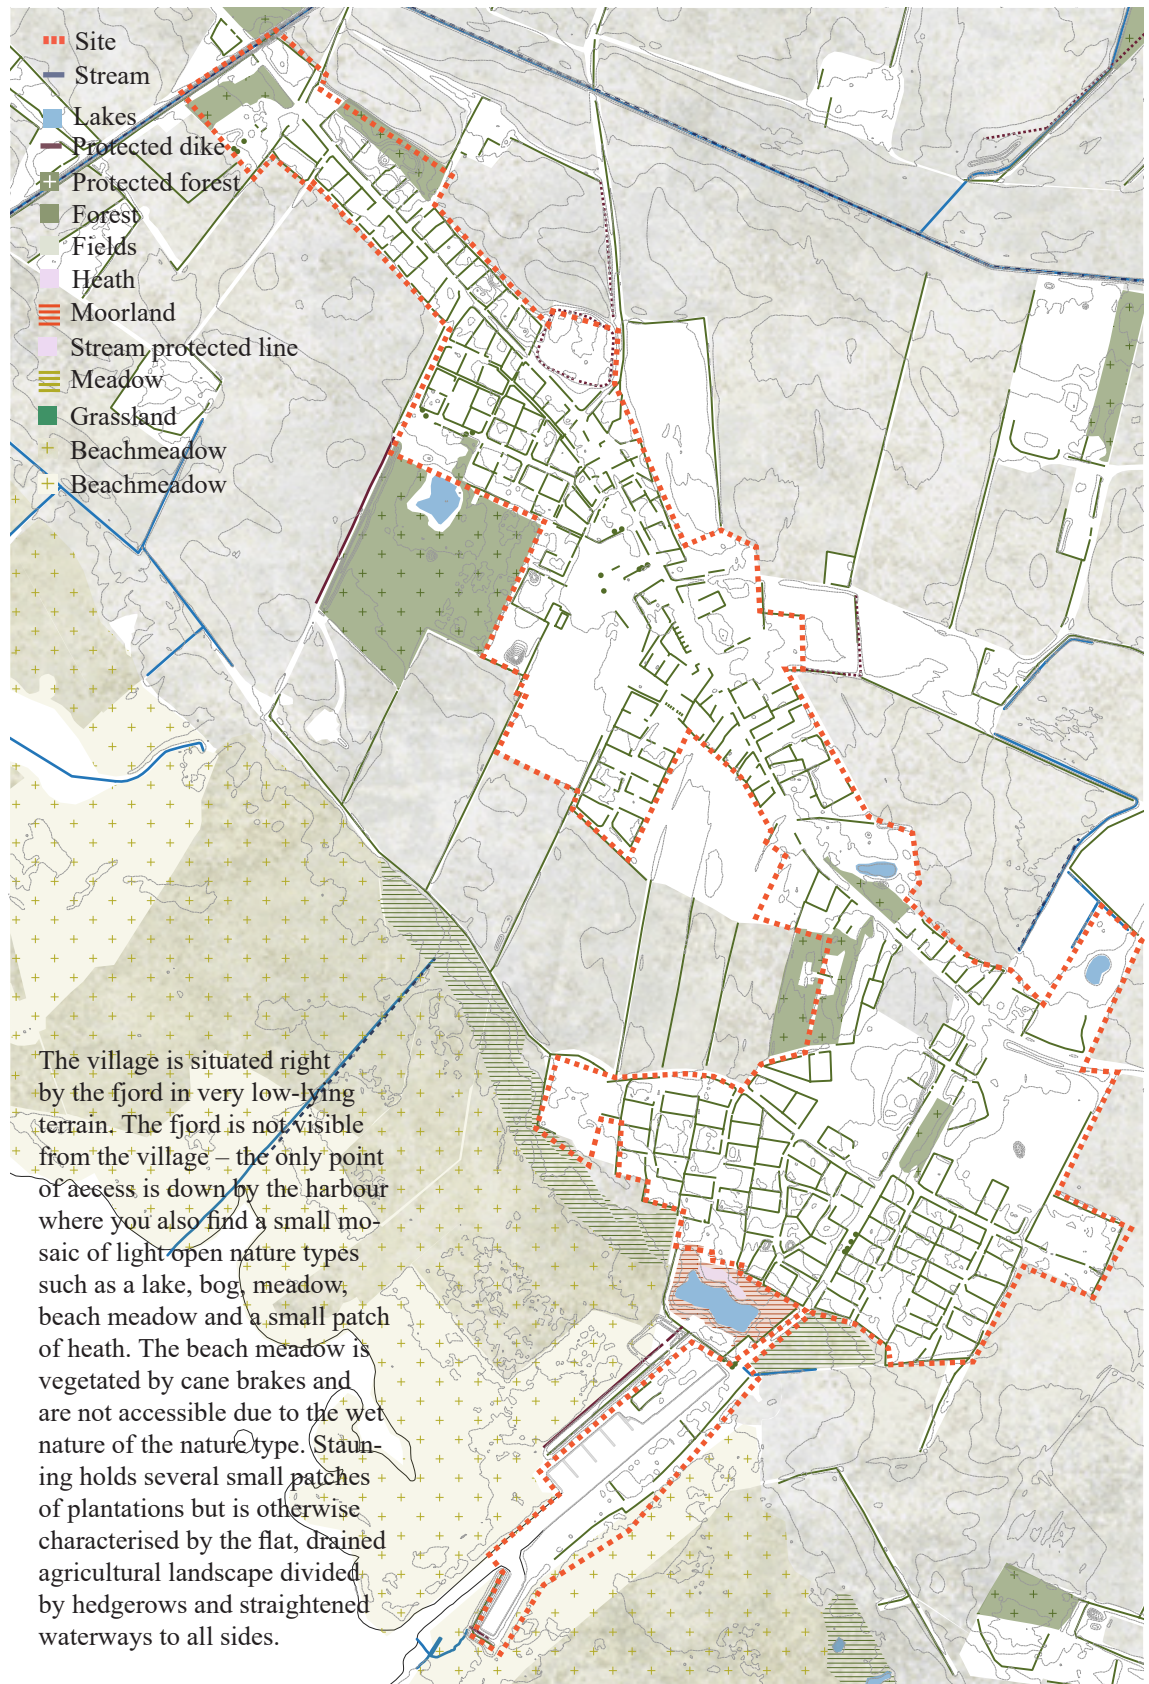 Site
Stream
Lakes
Protected dike
Protected forest
Forest
Fields
Heath
Moorland
Stream protected line
Meadow
Grassland
Beachmeadow
Beachmeadow
The village is situated right
by the fjord in very low-lying
terrain. The fjord is not visible
from the village – the only point
of access is down by the harbour
where you also find a small mo-
saic of light open nature types
such as a lake, bog, meadow,
beach meadow and a small patch
of heath. The beach meadow is
vegetated by cane brakes and
are not accessible due to the wet
nature of the nature type. Staun-
ing holds several small patches
of plantations but is otherwise
characterised by the flat, drained
agricultural landscape divided
by hedgerows and straightened
waterways to all sides.